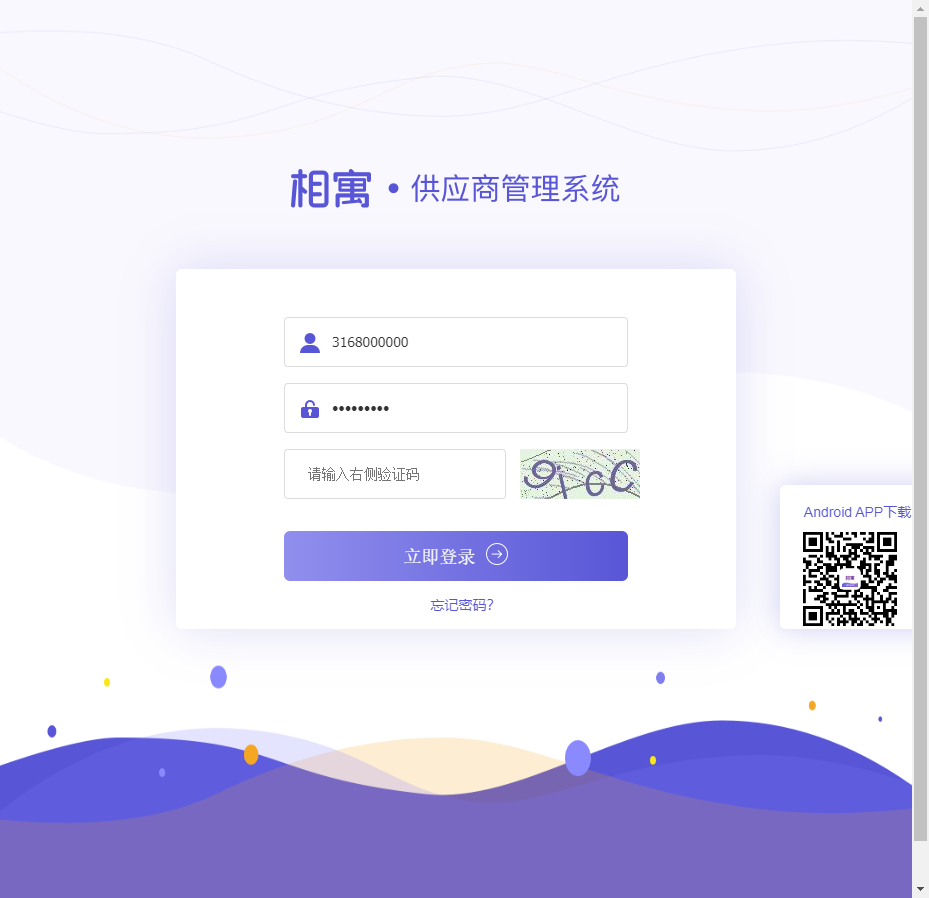 相寓 • 供应商管理系统
3168000000
•••••••••
请输入右侧验证码
9icC
立即登录
忘记密码？
Android APP下载